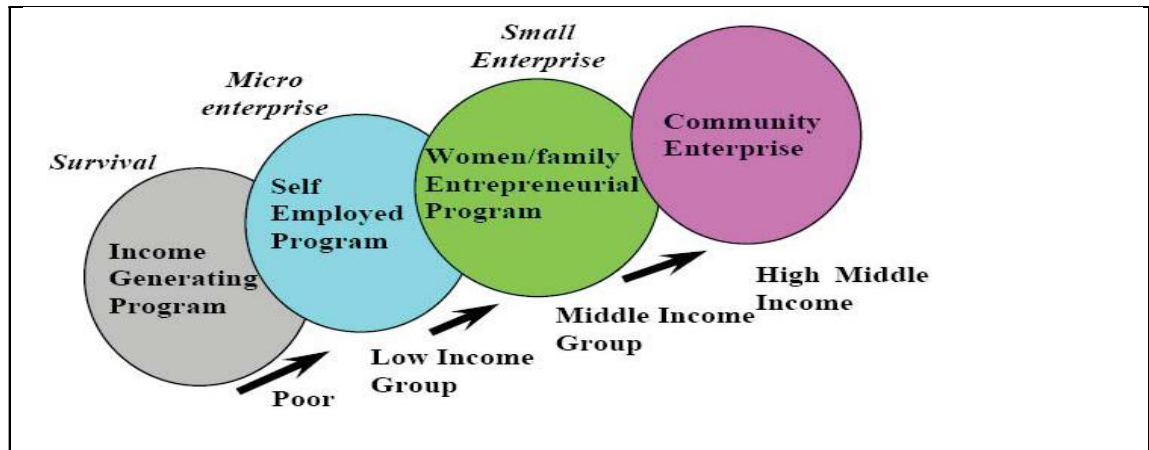 Survival
Income
Generating
Program
Micro
enterprise
Self
Employed
Program
Small
Enterprise
Women/family
Entrepreneurial
Program
Community
Enterprise
Poor
Low Income
Group
Middle Income
Group
High Middle
Income